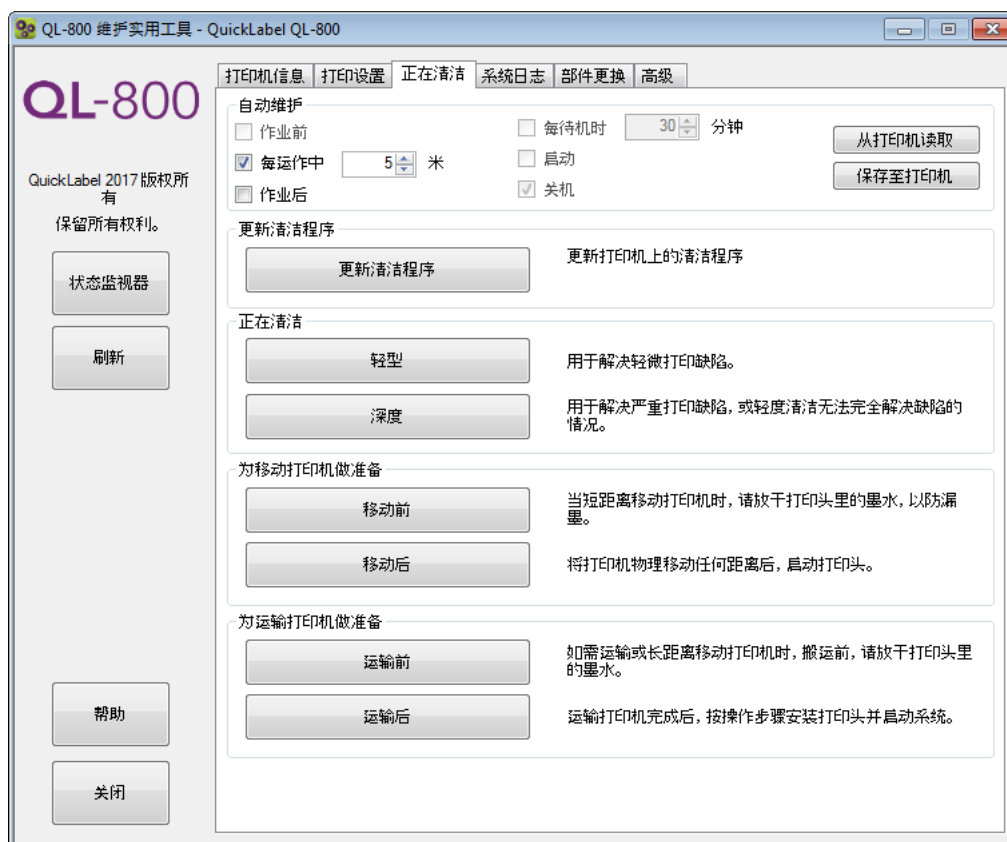 QL-800 维护实用工具 - QuickLabel QL-800
QL-800
QuickLabel 2017 版权所
有
保留所有权利。
状态监视器
刷新
帮助
关闭
打印机信息 打印设置 正在清洁 系统日志 部件更换 高级
自动维护
作业前
每运作中 5 米
作业后
每待机时 30 分钟
启动
关机
从打印机读取
保存至打印机
更新清洁程序
更新清洁程序
更新打印机上的清洁程序
正在清洁
轻型
用于解决轻微打印缺陷。
深度
用于解决严重打印缺陷，或轻度清洁无法完全解决缺陷的
情况。
为移动打印机做准备
移动前
当短距离移动打印机时，请放干打印头里的墨水，以防漏
墨。
移动后
将打印机物理移动任何距离后，启动打印头。
为运输打印机做准备
运输前
如需运输或长距离移动打印机时，搬运前，请放干打印头里
的墨水。
运输后
运输打印机完成后，按操作步骤安装打印头并启动系统。